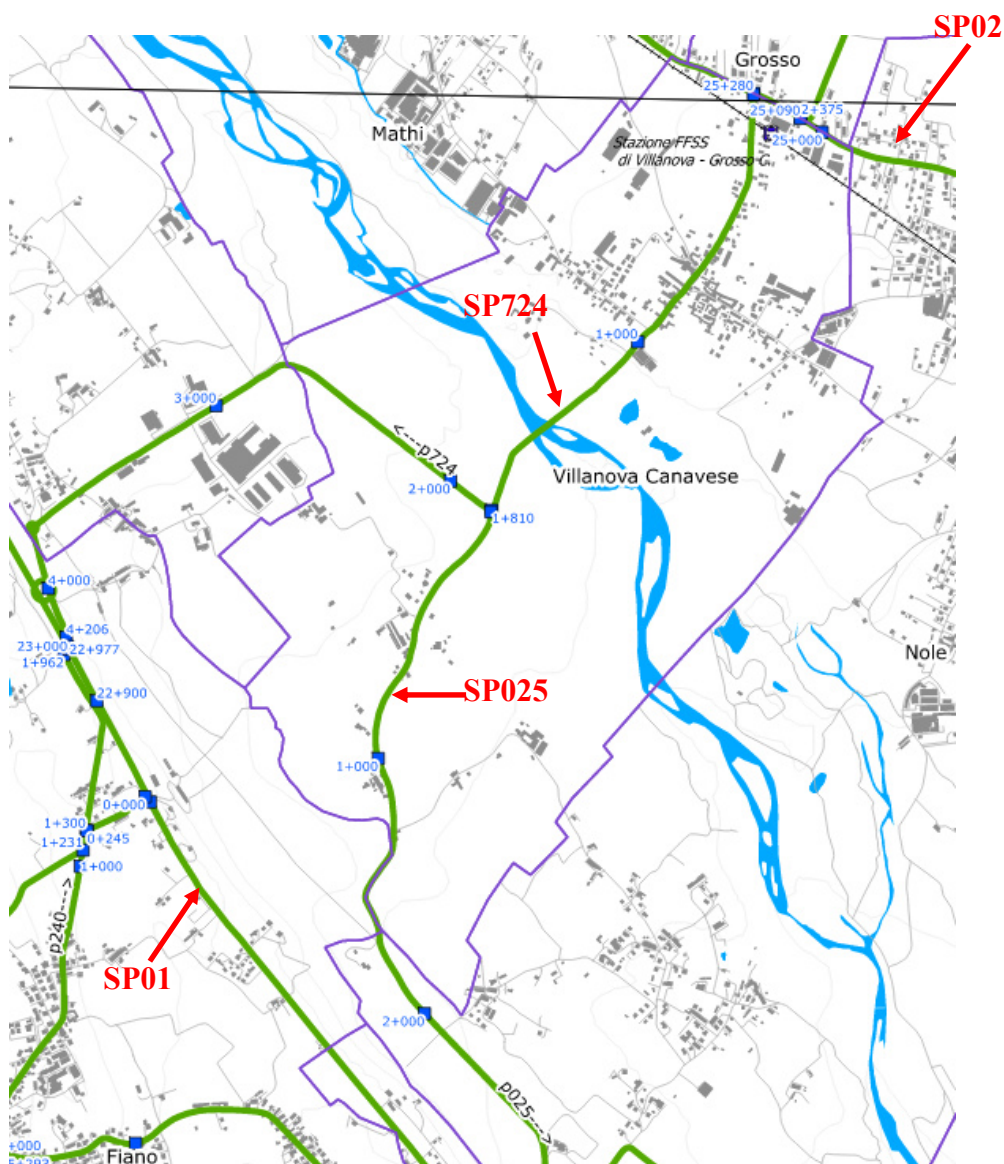 SP02
Grosso
25+280
25+090
2+375
25+000
Mathi
Stazione FFSS
di Villanova - Grosso C.
SP724
1+000
3+000
<---p724
2+000
Villanova Canavese
1+810
4+000
4+206
23+000
22+977
1+962
Nole
22+900
SP025
1+000
0+000
1+300
0+245
1+231
1+000
p240---->
SP01
2+000
p025--->
+000
Fiano